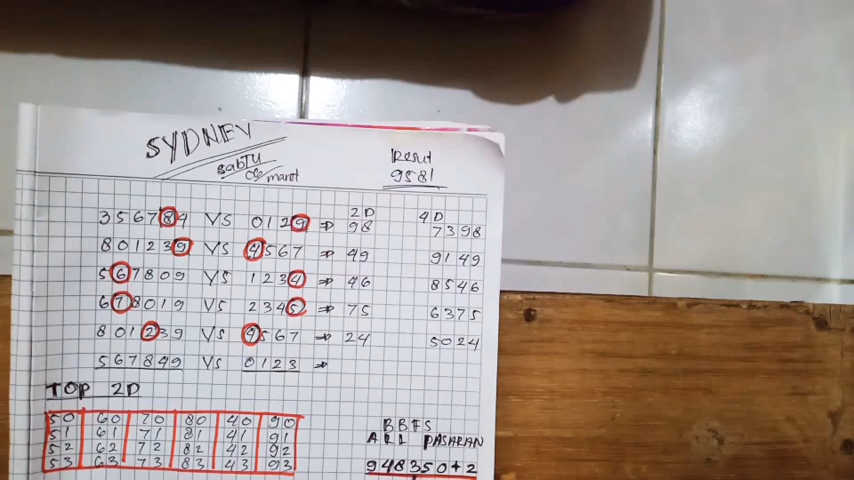 SYDNEY
sabtu
06 maret
Result
9581
2D 4D
356784 VS 0129 ⇒ 98 7398
801239 VS 4567 ⇒ 49 9149
567809 VS 1234 ⇒ 46 8546
678019 VS 2345 ⇒ 75 6375
801239 VS 4567 ⇒ 24 5024
567849 VS 0123 ⇒
TOP 2D
50 60 70 80 40 90
51 61 71 81 41 91
52 62 72 82 42 92
53 63 73 83 43 93
BBFS
ALL PASARAN
948350+2